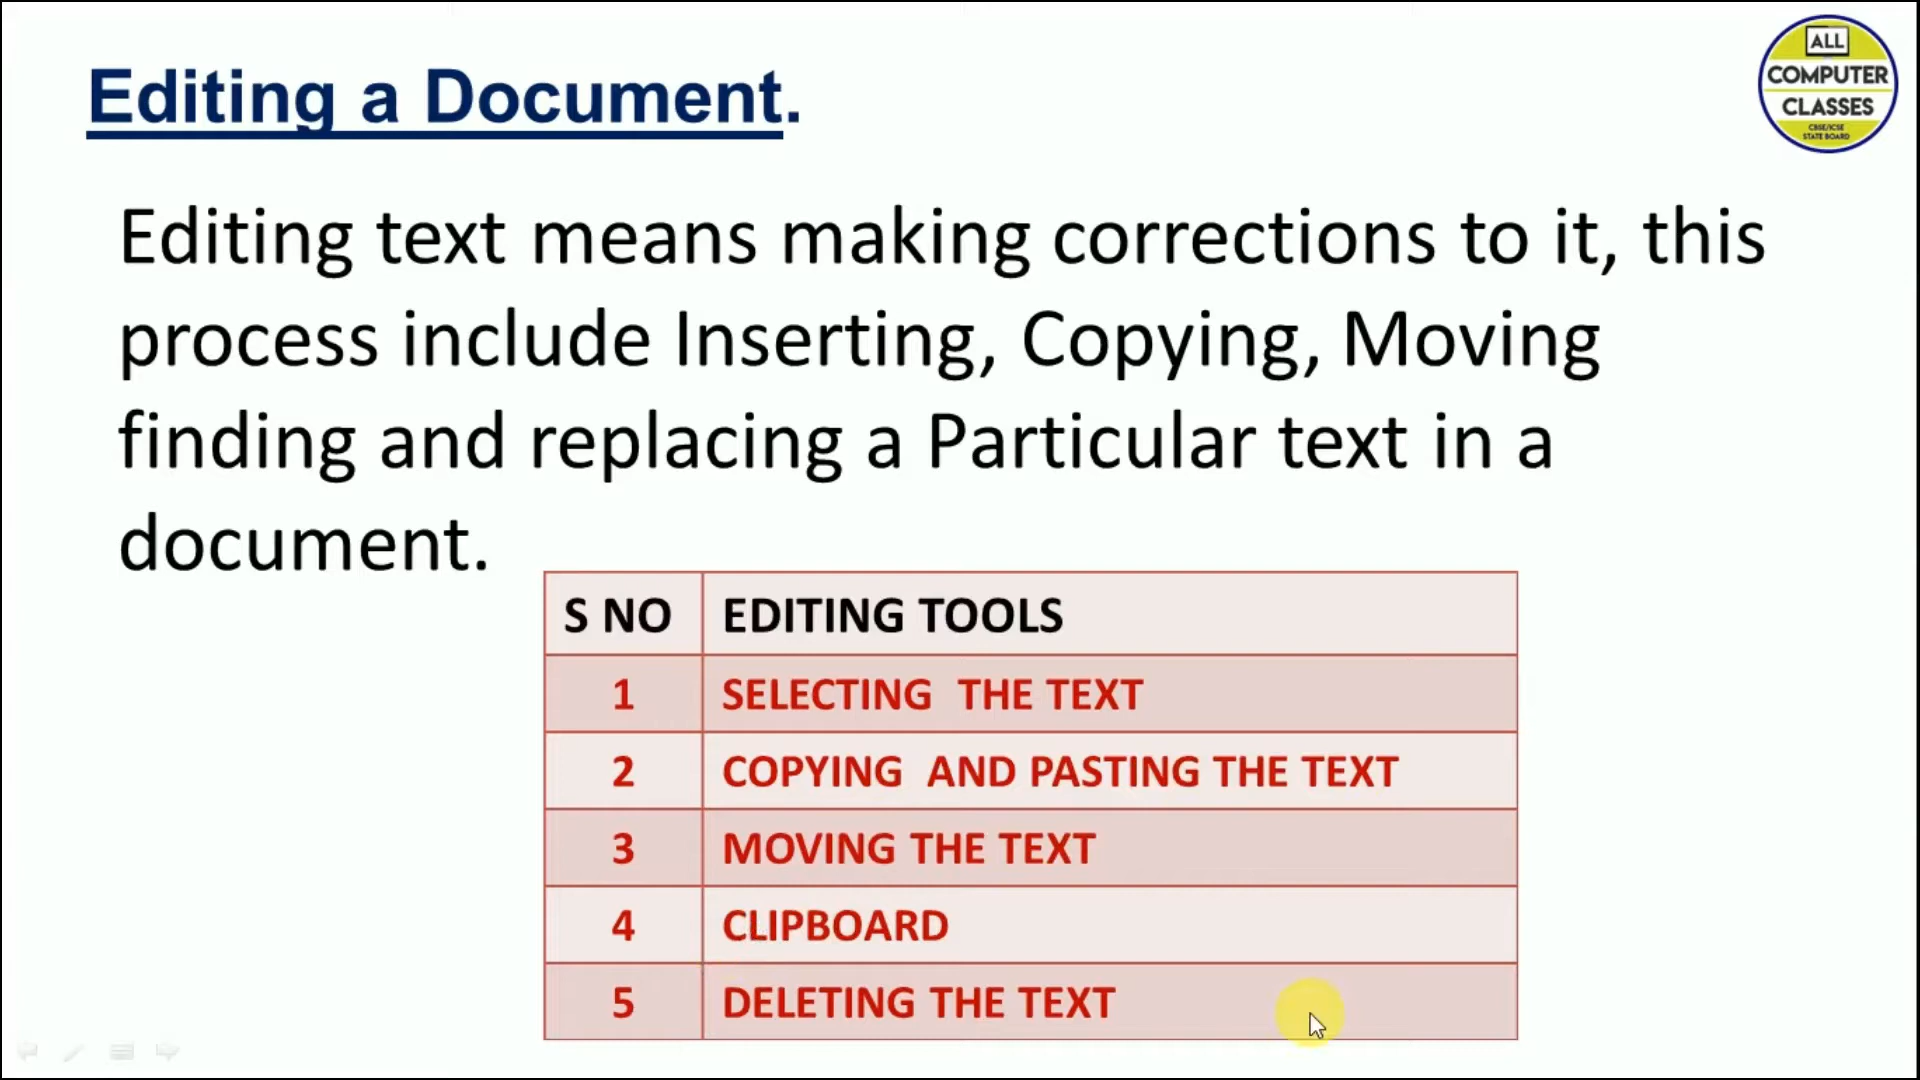 Editing a Document.
ALL
COMPUTER
CLASSES
CBSE/ICSE
STATE BOARD
Editing text means making corrections to it, this
process include Inserting, Copying, Moving
finding and replacing a Particular text in a
document.
S NO EDITING TOOLS
1 SELECTING THE TEXT
2 COPYING AND PASTING THE TEXT
3 MOVING THE TEXT
4 CLIPBOARD
5 DELETING THE TEXT